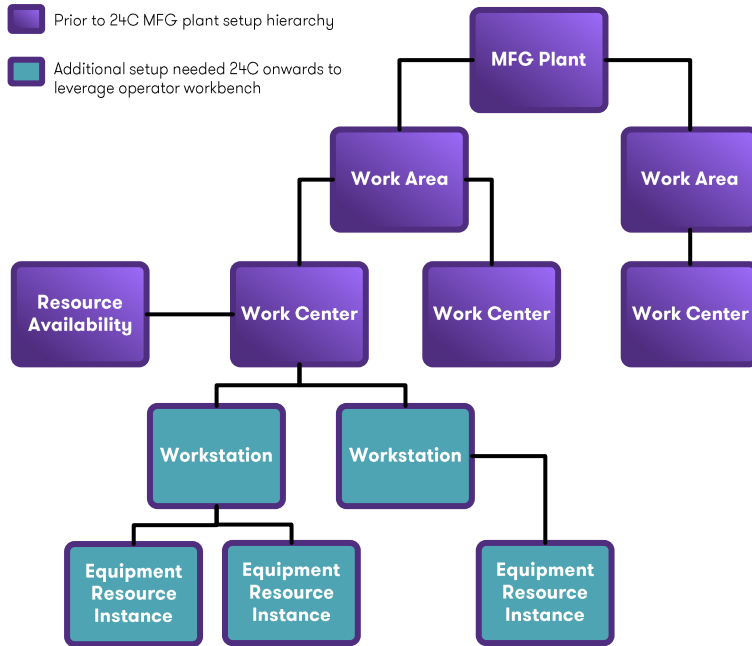 Prior to 24C MFG plant setup hierarchy
Additional setup needed 24C onwards to
leverage operator workbench
MFG Plant
Work Area
Work Area
Resource
Availability
Work Center
Work Center
Work Center
Workstation
Workstation
Equipment
Resource
Instance
Equipment
Resource
Instance
Equipment
Resource
Instance